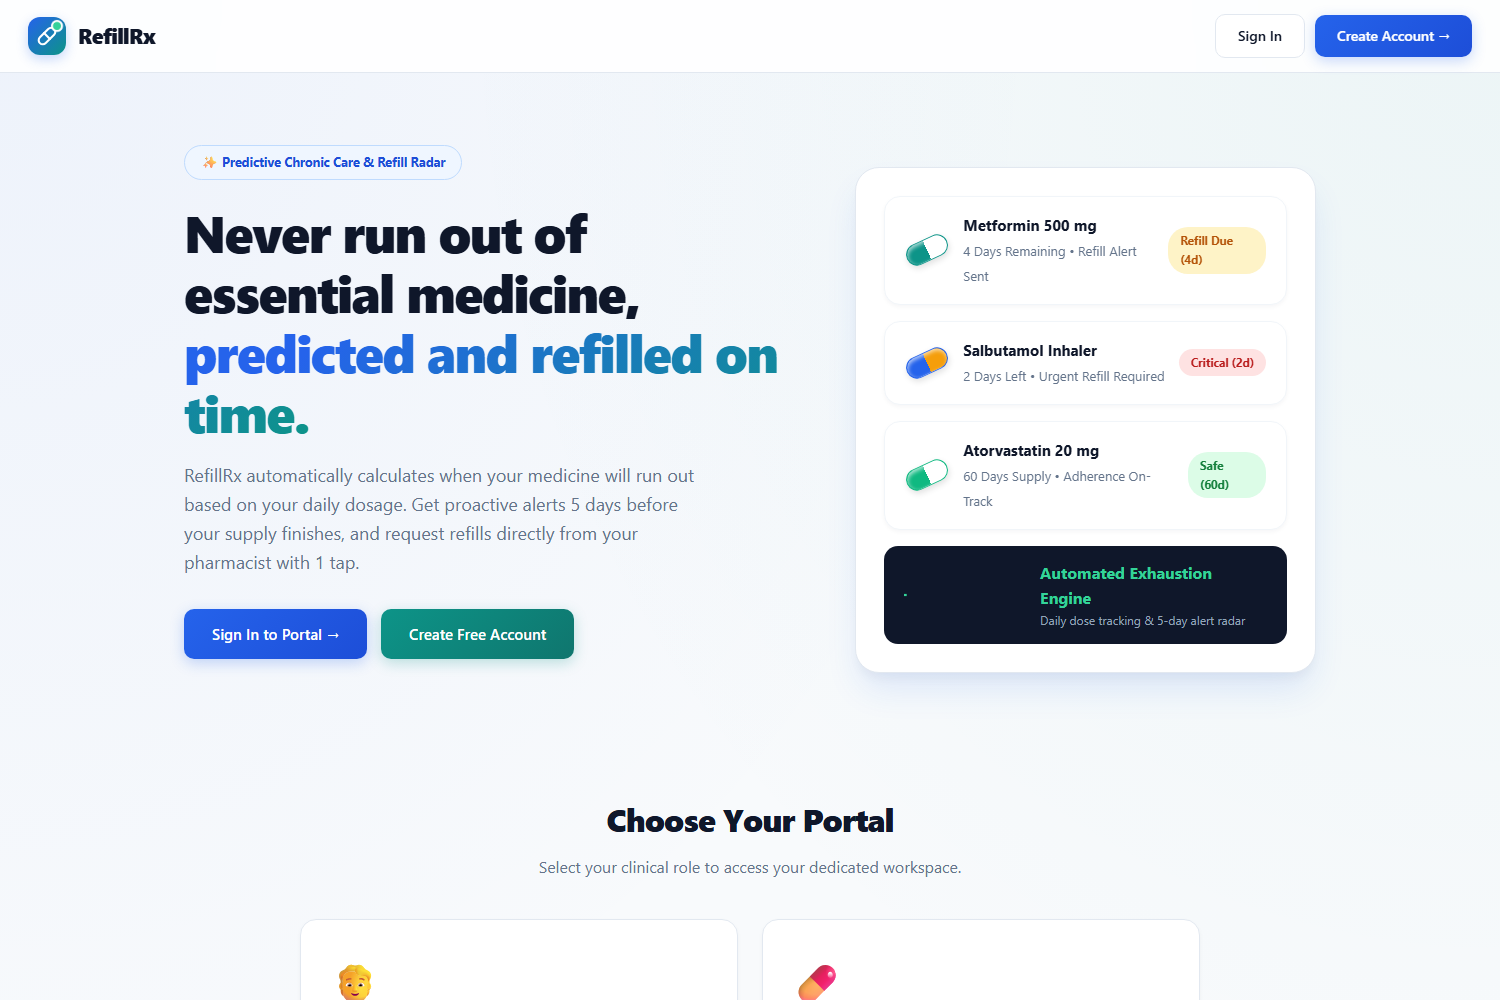 RefillRx
Sign In
Create Account →
✨ Predictive Chronic Care & Refill Radar
Never run out of
essential medicine,
predicted and refilled on
time.
RefillRx automatically calculates when your medicine will run out
based on your daily dosage. Get proactive alerts 5 days before
your supply finishes, and request refills directly from your
pharmacist with 1 tap.
Sign In to Portal →
Create Free Account
Metformin 500 mg
4 Days Remaining • Refill Alert
Sent
Refill Due
(4d)
Salbutamol Inhaler
2 Days Left • Urgent Refill Required
Critical (2d)
Atorvastatin 20 mg
60 Days Supply • Adherence On-
Track
Safe
(60d)
Automated Exhaustion
Engine
Daily dose tracking & 5-day alert radar
Choose Your Portal
Select your clinical role to access your dedicated workspace.